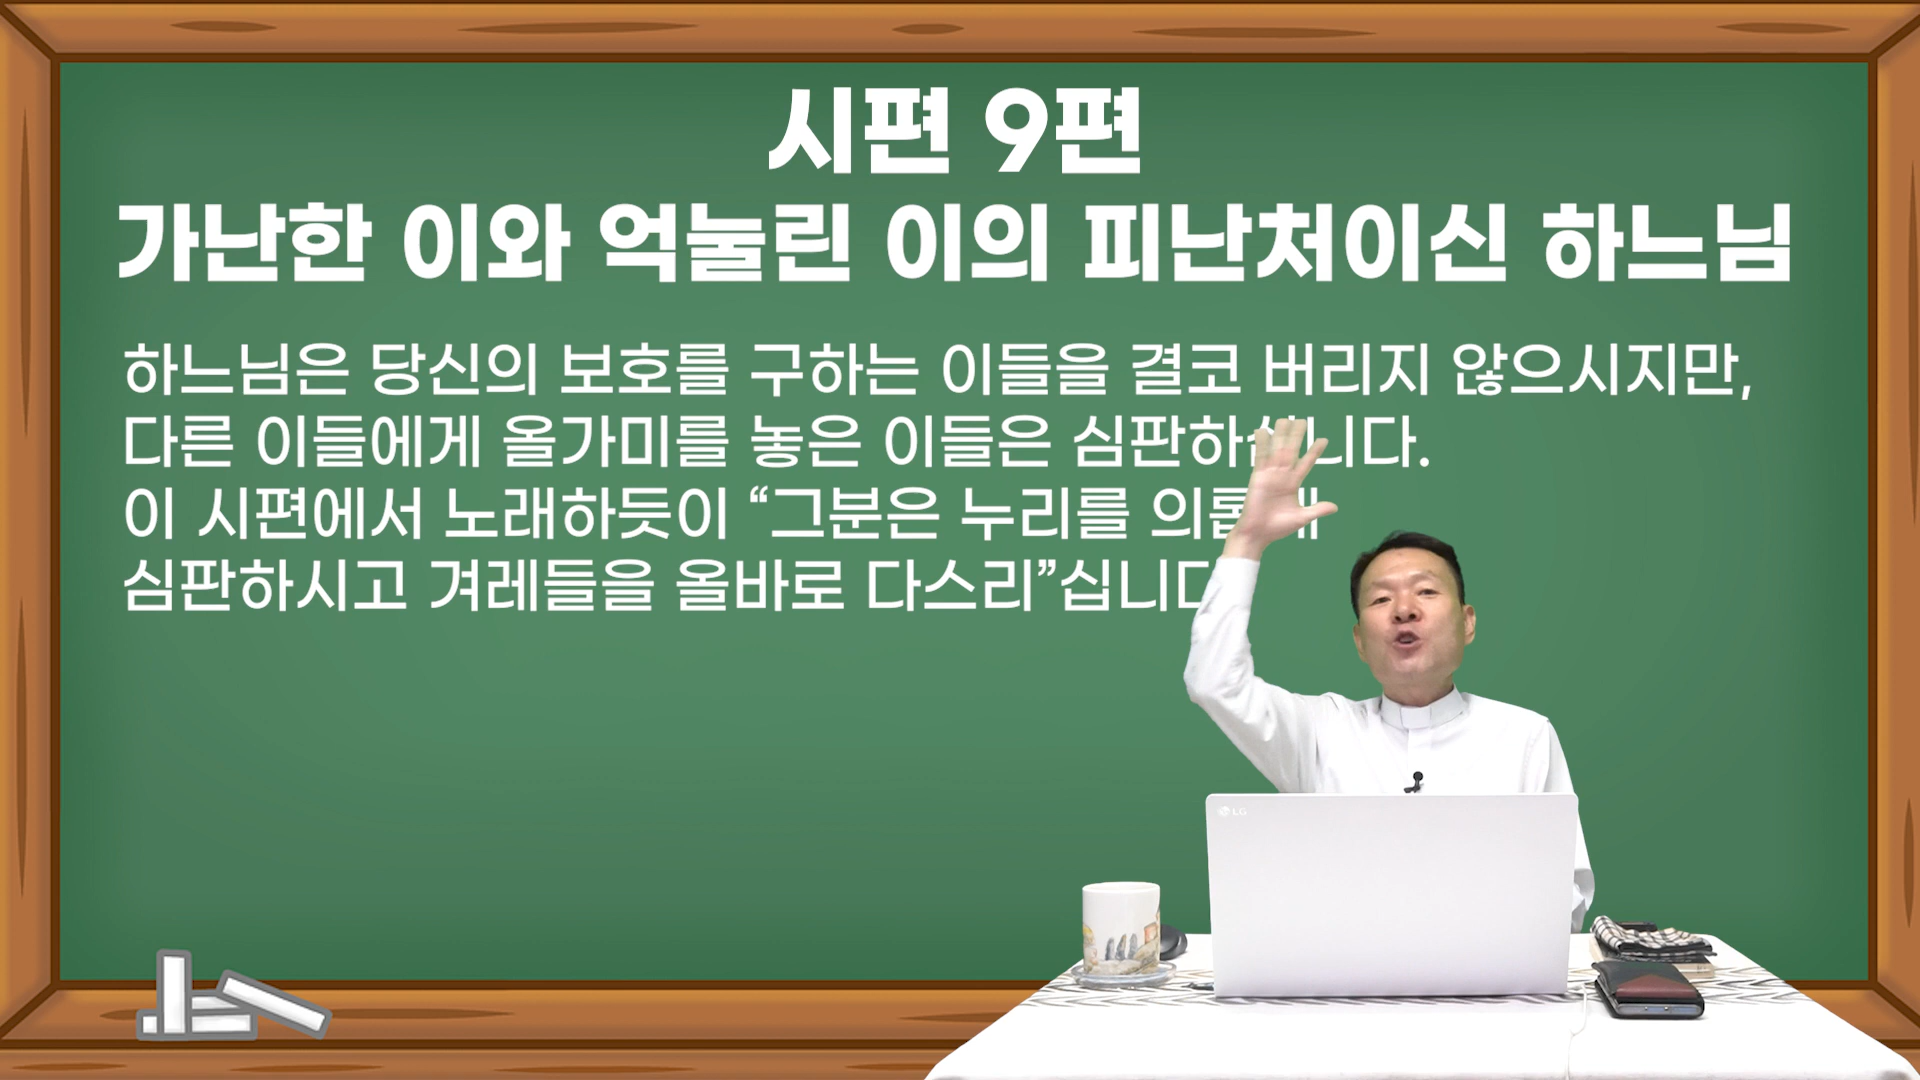 시편 9편
가난한 이와 억눌린 이의 피난처이신 하느님
하느님은 당신의 보호를 구하는 이들을 결코 버리지 않으시지만,
다른 이들에게 올가미를 놓은 이들은 심판하십니다.
이 시편에서 노래하듯이 “그분은 누리를
심판하시고 겨레들을 올바로 다스리”십니다
LG